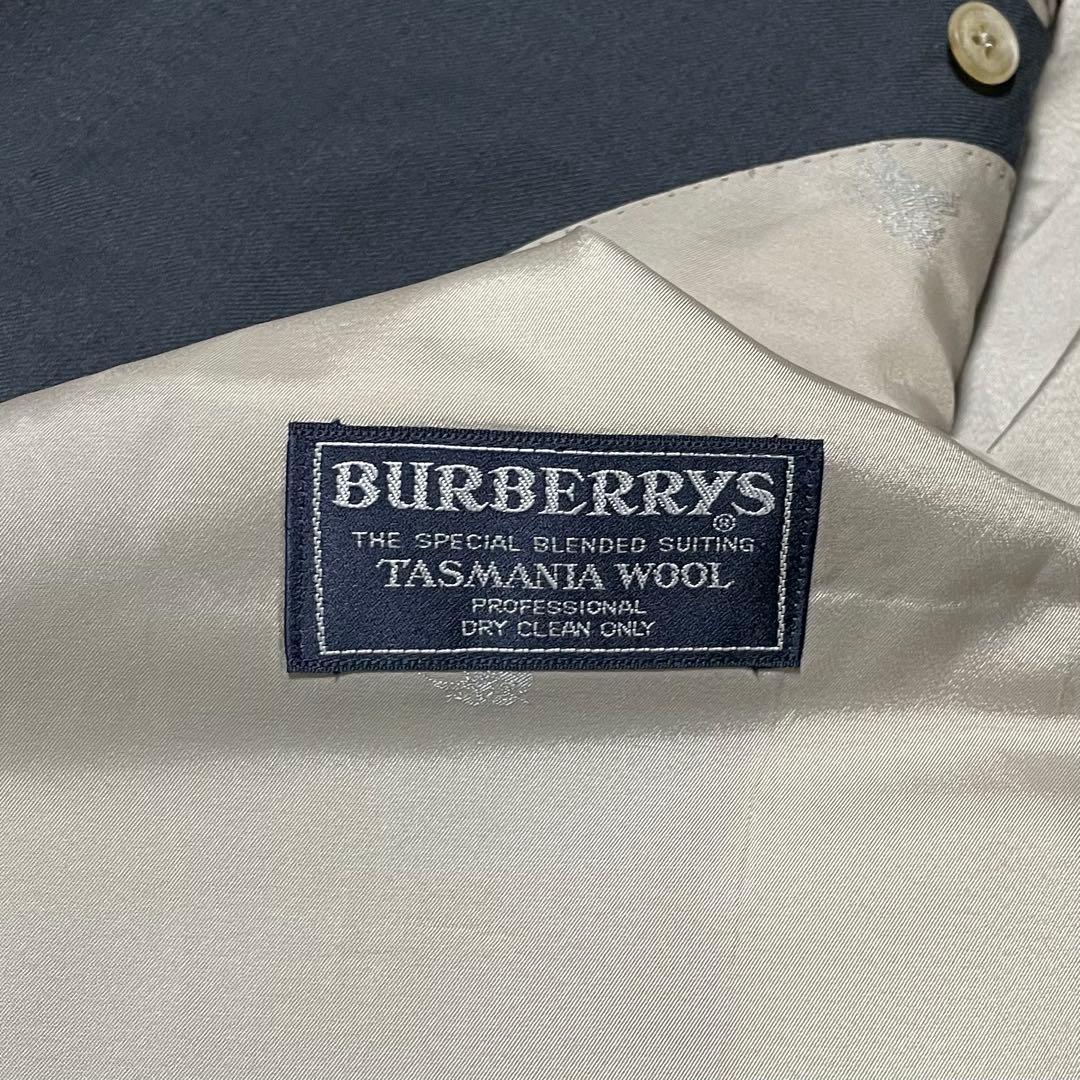 BURBERRYS®
THE SPECIAL BLENDED SUITING
TASMANIA WOOL
PROFESSIONAL
DRY CLEAN ONLY